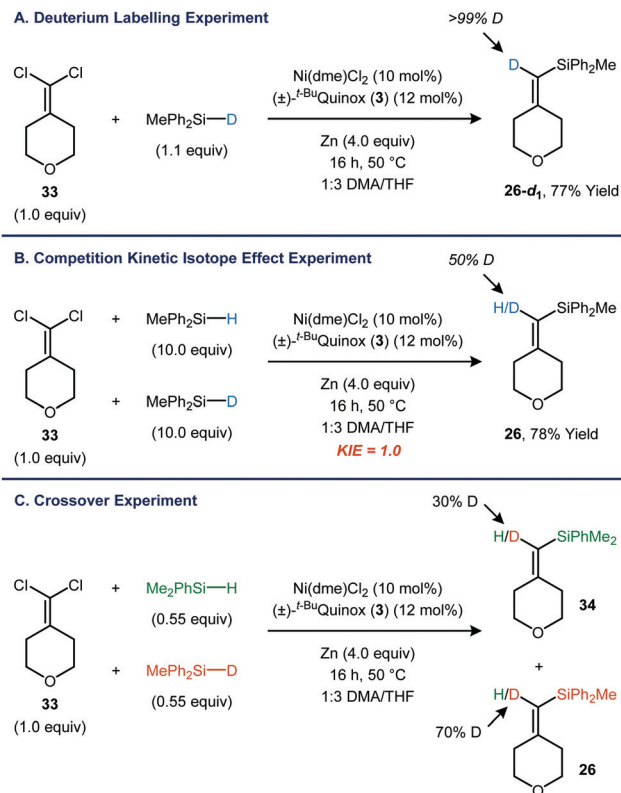 A. Deuterium Labelling Experiment
>99% D
Cl Cl
O
33
(1.0 equiv)
+
MePh2Si—D
(1.1 equiv)
Ni(dme)Cl2 (10 mol%)
(±)-t-BuQuinox (3) (12 mol%)
Zn (4.0 equiv)
16 h, 50 °C
1:3 DMA/THF
D SiPh2Me
O
26-d1, 77% Yield
B. Competition Kinetic Isotope Effect Experiment
50% D
Cl Cl
O
33
(1.0 equiv)
+ MePh2Si—H
(10.0 equiv)
+ MePh2Si—D
(10.0 equiv)
Ni(dme)Cl2 (10 mol%)
(±)-t-BuQuinox (3) (12 mol%)
Zn (4.0 equiv)
16 h, 50 °C
1:3 DMA/THF
KIE = 1.0
H/D SiPh2Me
O
26, 78% Yield
C. Crossover Experiment
30% D
Cl Cl
O
33
(1.0 equiv)
+ Me2PhSi—H
(0.55 equiv)
+ MePh2Si—D
(0.55 equiv)
Ni(dme)Cl2 (10 mol%)
(±)-t-BuQuinox (3) (12 mol%)
Zn (4.0 equiv)
16 h, 50 °C
1:3 DMA/THF
H/D SiPhMe2
34
O
+
H/D SiPh2Me
70% D
26
O